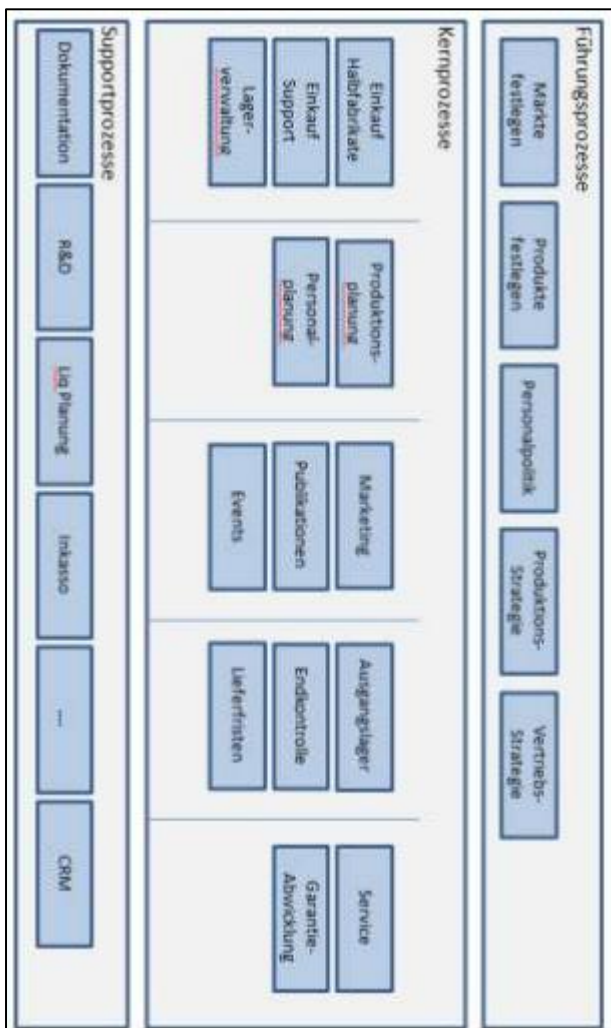 Führungsprozesse
Märkte
festlegen
Produkte
festlegen
Personalpolitik
Produktions-
Strategie
Vertriebs-
Strategie
Kernprozesse
Einkauf
Halbfabrikate
Einkauf
Support
Lager-
verwaltung
Produktions-
planung
Personal-
planung
Marketing
Publikationen
Events
Ausgangslager
Endkontrolle
Lieferfristen
Service
Garantie-
Abwicklung
Supportprozesse
Dokumentation
R&D
Liq Planung
Inkasso
....
CRM